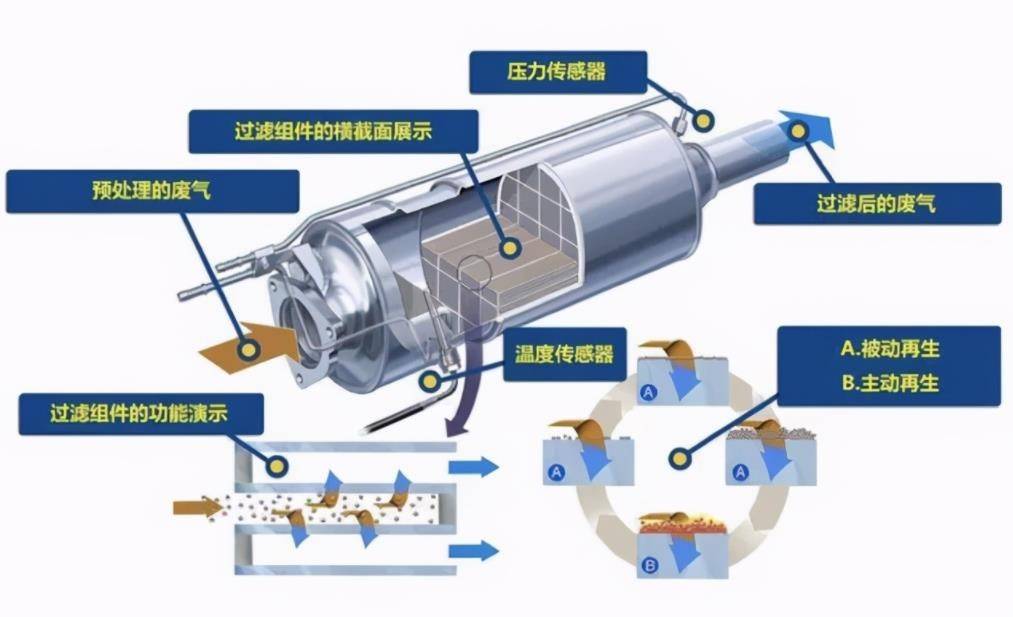 压力传感器
过滤组件的横截面展示
预处理的废气
过滤后的废气
温度传感器
A.被动再生
B.主动再生
过滤组件的功能演示
A
A
A
B